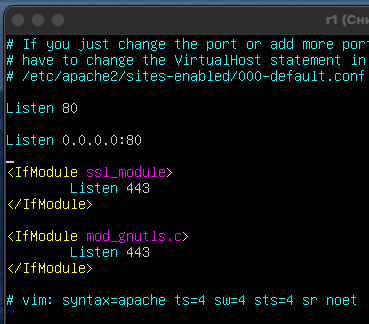 r1 (Сни
# If you just change the port or add more por
# have to change the VirtualHost statement in
# /etc/apache2/sites-enabled/000-default.conf
Listen 80
Listen 0.0.0.0:80
<IfModule ssl_module>
Listen 443
</IfModule>
<IfModule mod_gnutls.c>
Listen 443
</IfModule>
# vim: syntax=apache ts=4 sw=4 sts=4 sr noet
~